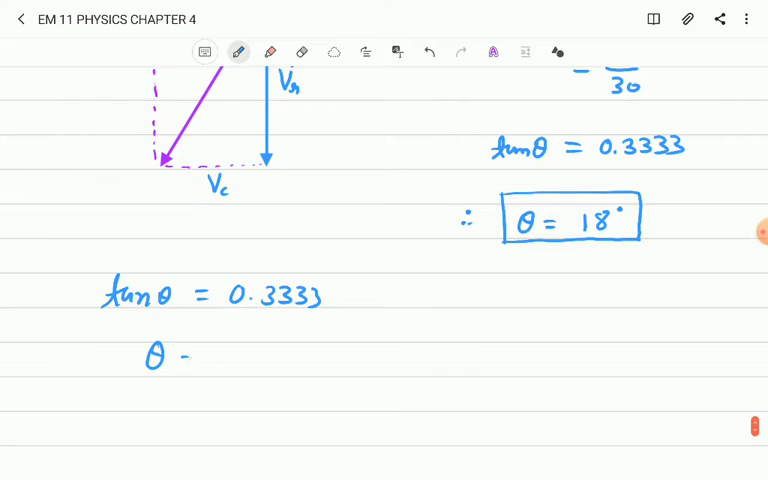 EM 11 PHYSICS CHAPTER 4
Vr
Vc
30
tanθ = 0.3333
∴ θ = 18°
tanθ = 0.3333
θ -